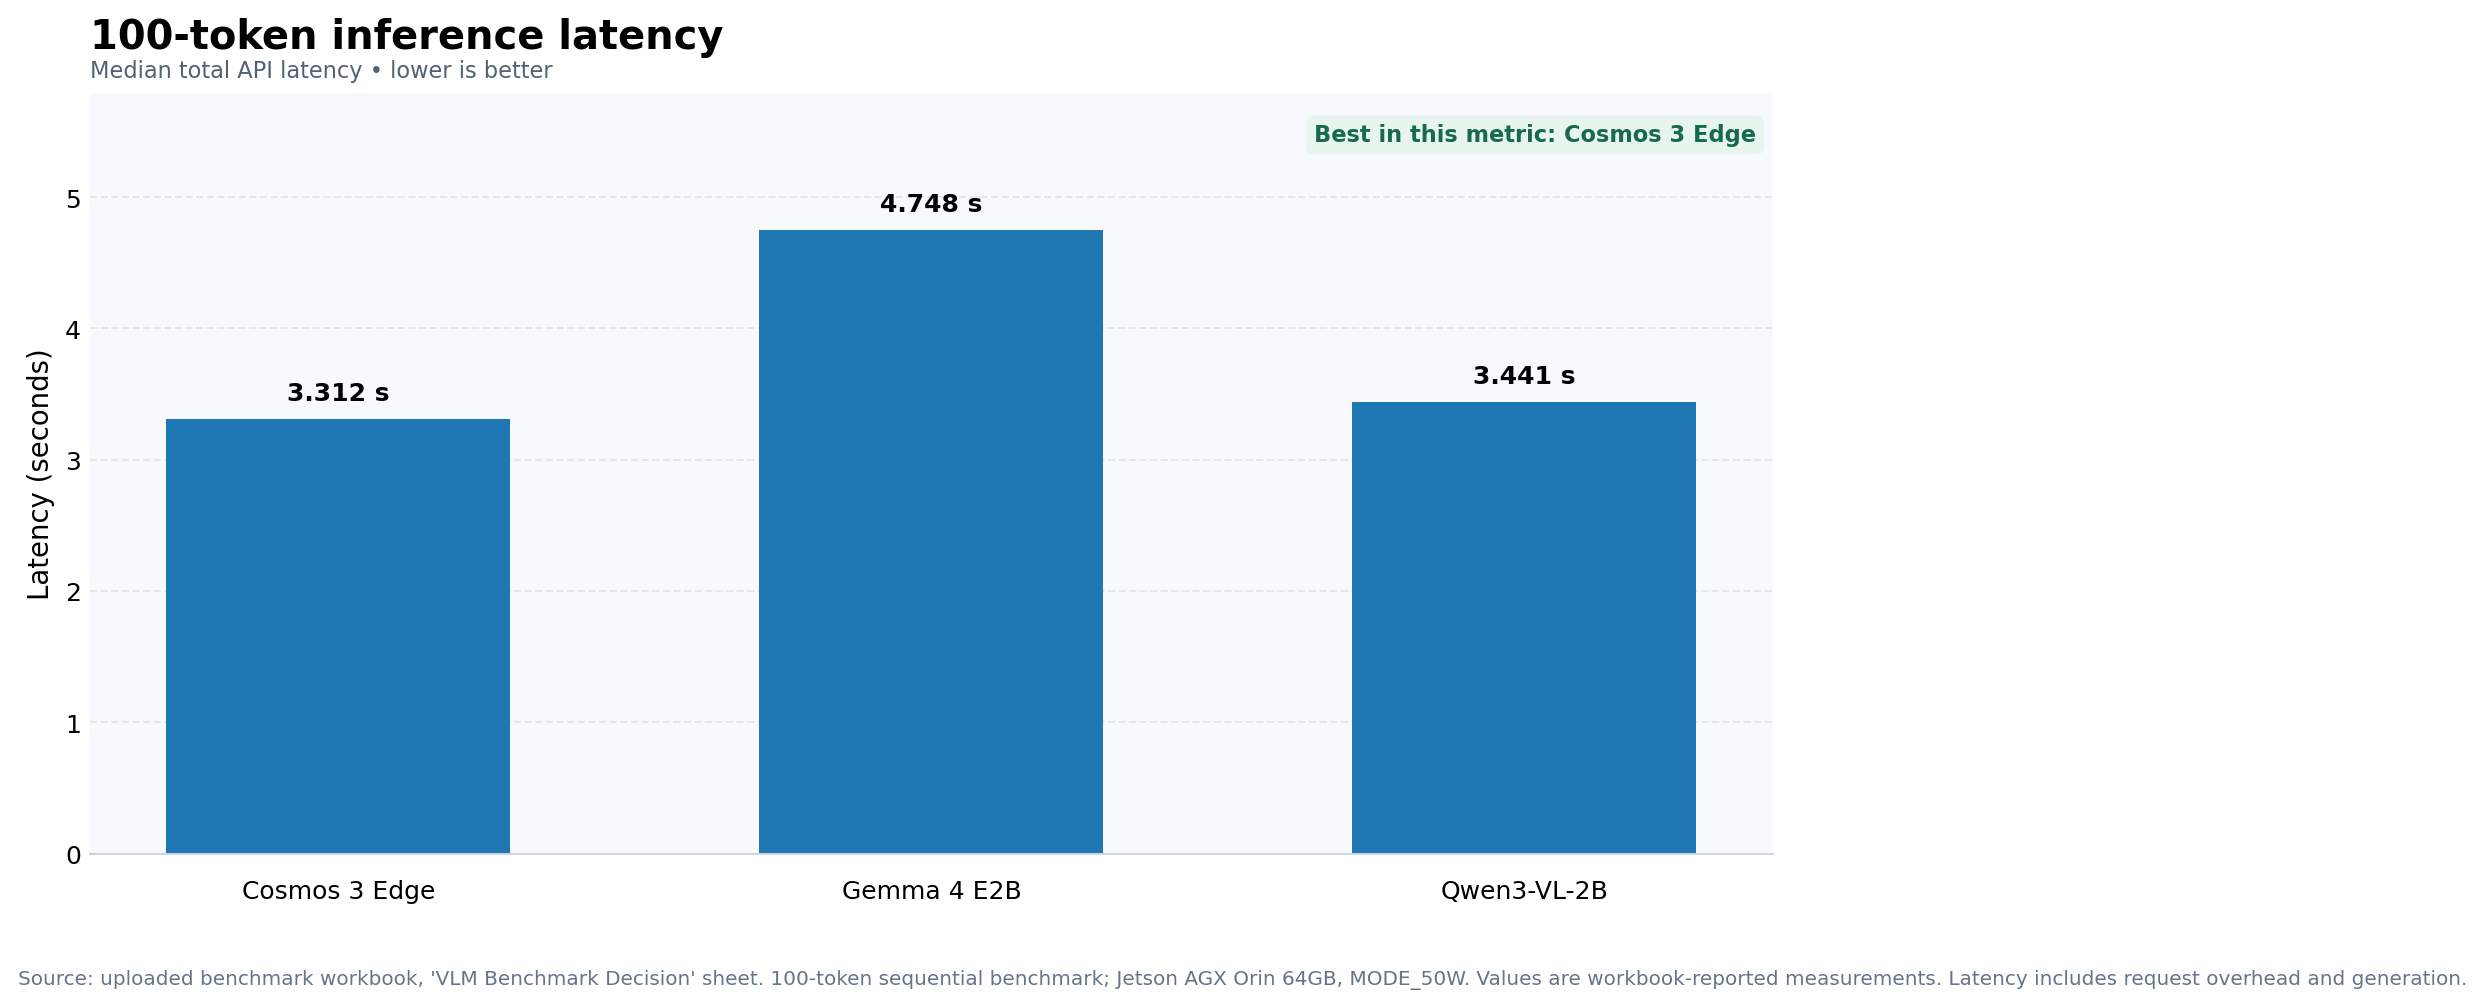 100-token inference latency
Median total API latency • lower is better
Best in this metric: Cosmos 3 Edge
Latency (seconds)
5
4
3
2
1
0
3.312 s
4.748 s
3.441 s
Cosmos 3 Edge
Gemma 4 E2B
Qwen3-VL-2B
Source: uploaded benchmark workbook, 'VLM Benchmark Decision' sheet. 100-token sequential benchmark; Jetson AGX Orin 64GB, MODE_50W. Values are workbook-reported measurements. Latency includes request overhead and generation.